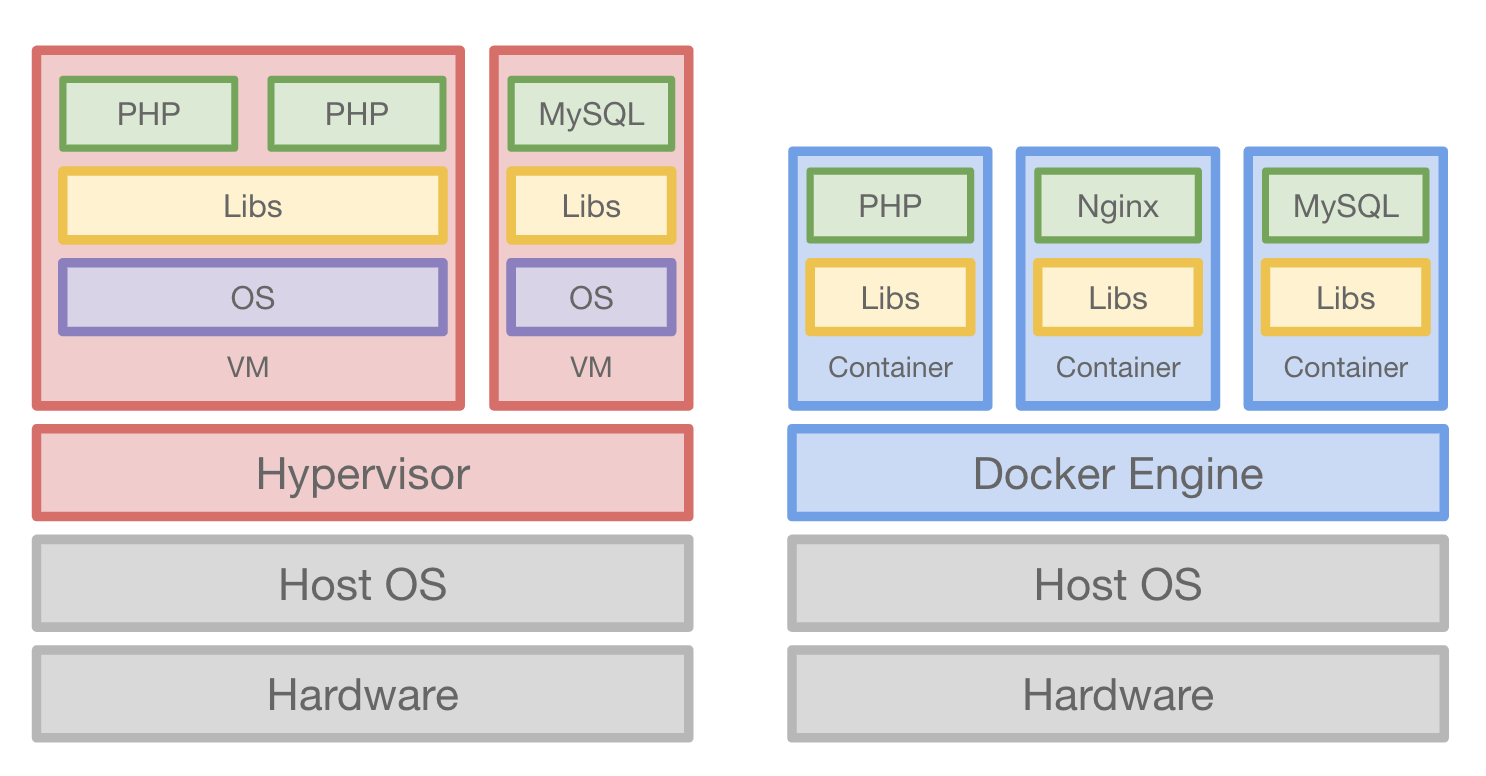 PHP
PHP
Libs
OS
VM
MySQL
Libs
OS
VM
Hypervisor
Host OS
Hardware
PHP
Libs
Container
Nginx
Libs
Container
MySQL
Libs
Container
Docker Engine
Host OS
Hardware